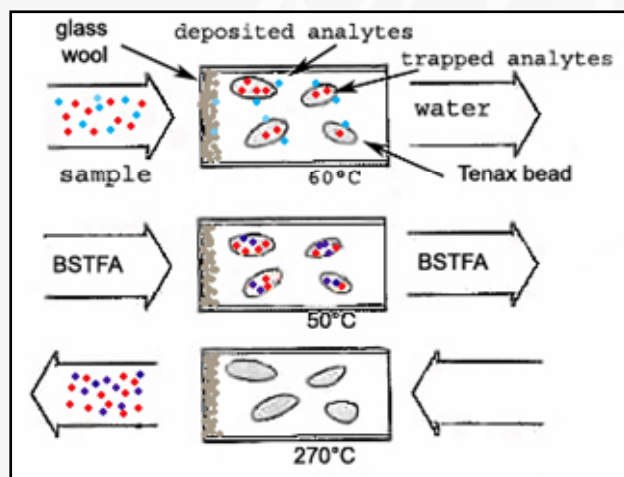 glass
wool
deposited analytes
trapped analytes
sample
water
60°C
Tenax bead
BSTFA
BSTFA
50°C
270°C